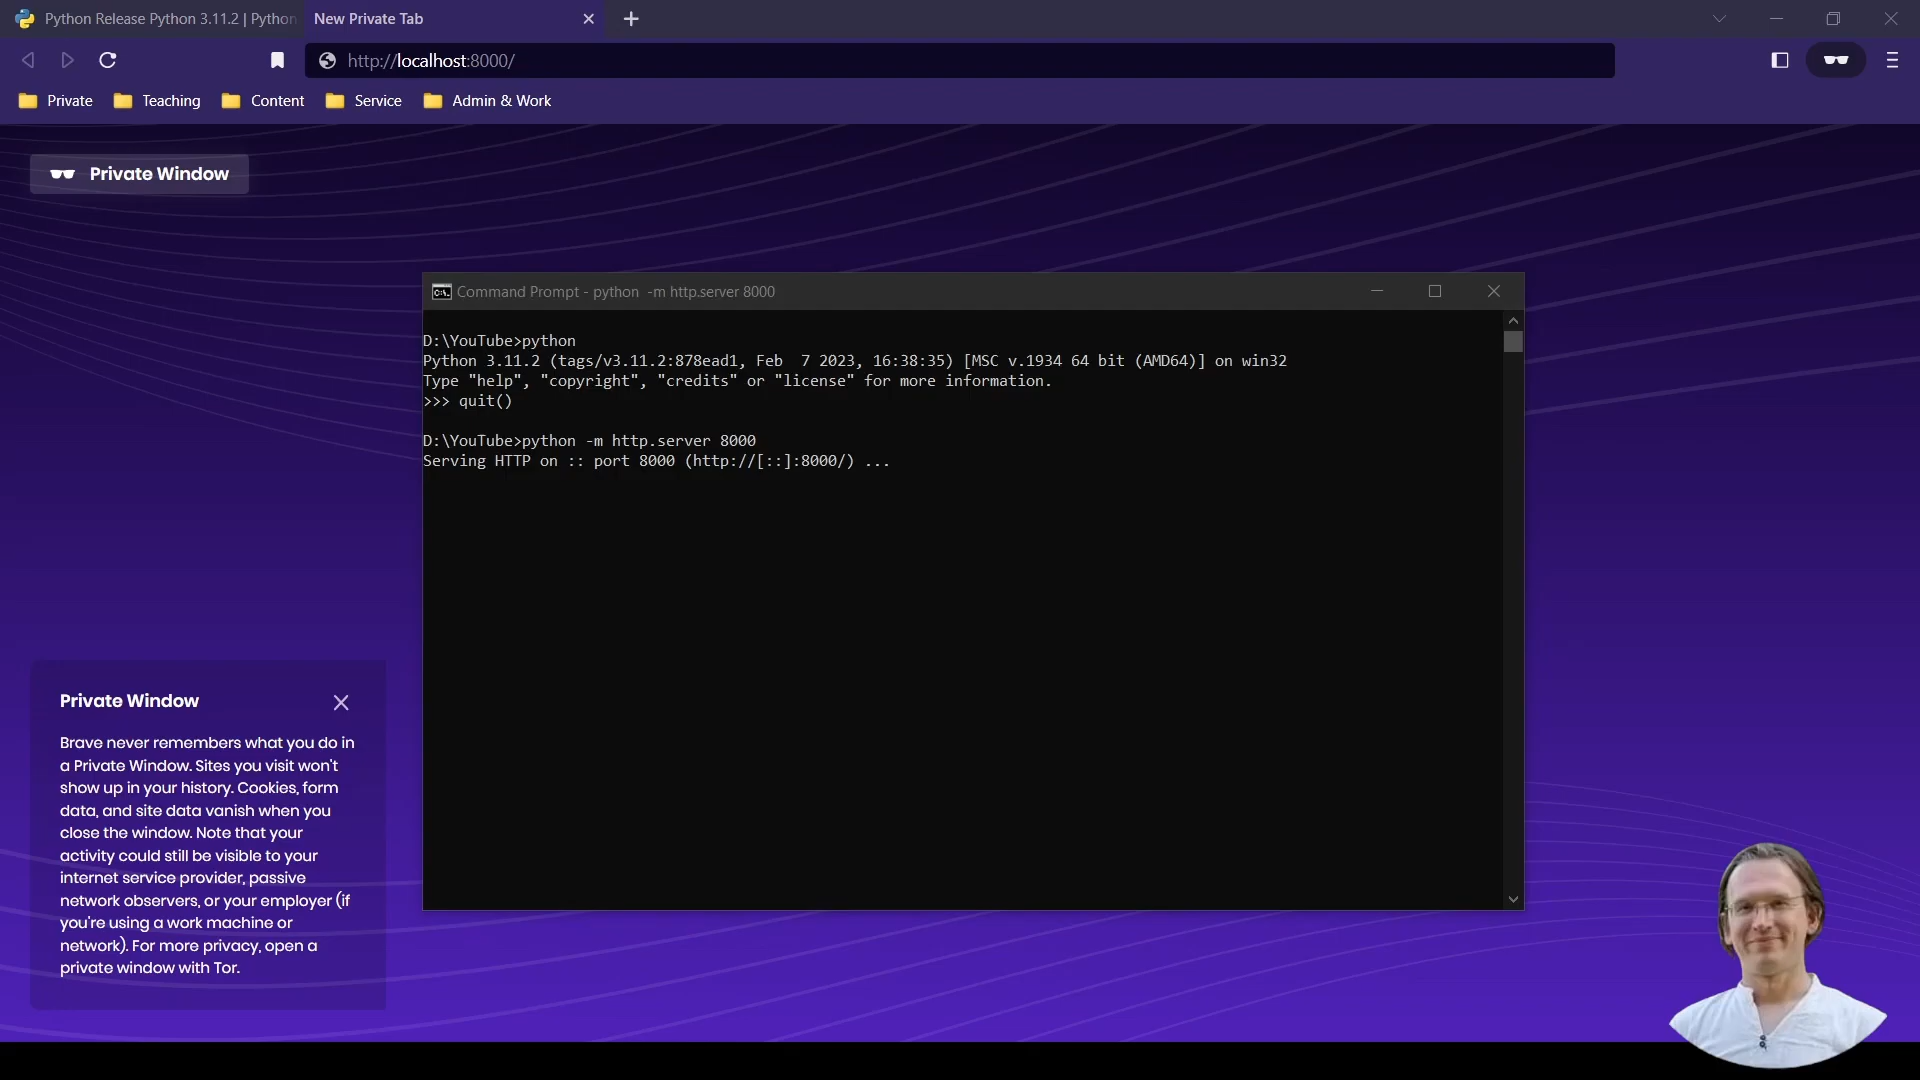 Python Release Python 3.11.2 | Python
New Private Tab
http://localhost:8000/
Private
Teaching
Content
Service
Admin & Work
Private Window
Command Prompt - python  -m http.server 8000
D:\YouTube>python
Python 3.11.2 (tags/v3.11.2:878ead1, Feb  7 2023, 16:38:35) [MSC v.1934 64 bit (AMD64)] on win32
Type "help", "copyright", "credits" or "license" for more information.
>>> quit()
D:\YouTube>python -m http.server 8000
Serving HTTP on :: port 8000 (http://[::]:8000/) ...
Private Window
Brave never remembers what you do in
a Private Window. Sites you visit won't
show up in your history. Cookies, form
data, and site data vanish when you
close the window. Note that your
activity could still be visible to your
internet service provider, passive
network observers, or your employer (if
you're using a work machine or
network). For more privacy, open a
private window with Tor.